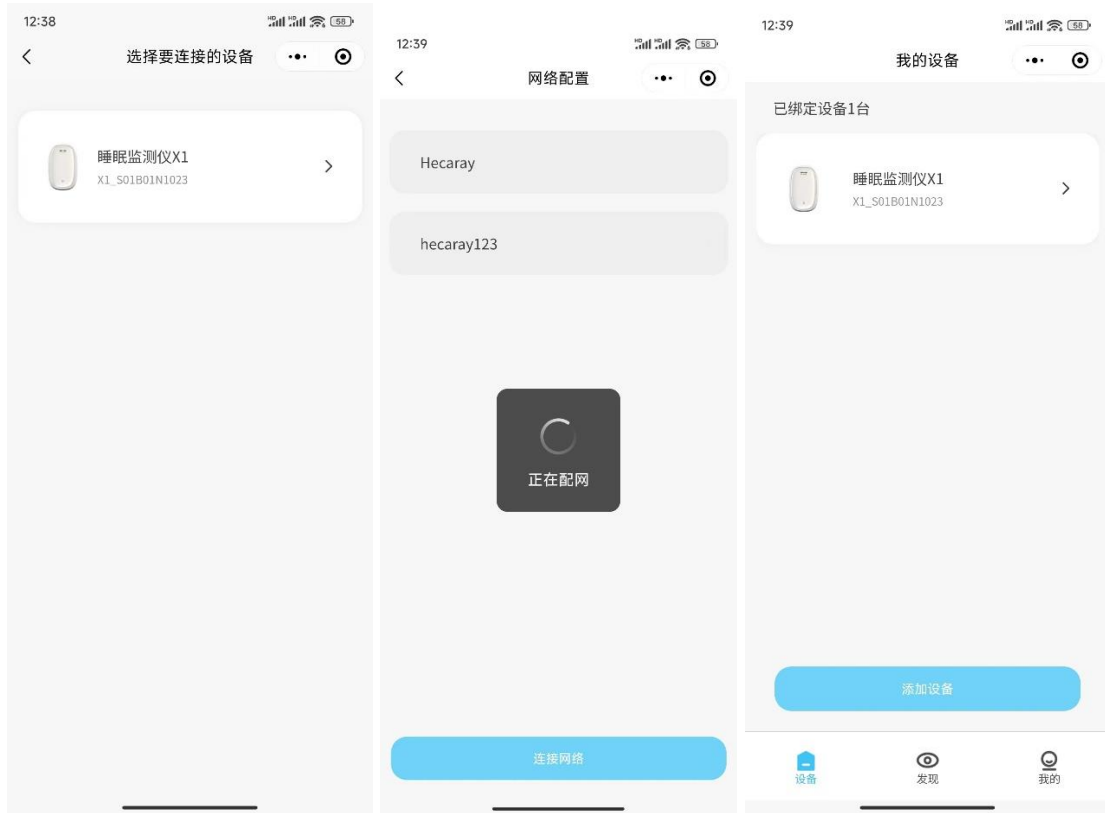 12:38
58
选择要连接的设备
睡眠监测仪X1
X1_S01B01N1023
12:39
58
网络配置
Hecaray
hecaray123
正在配网
连接网络
12:39
58
我的设备
已绑定设备1台
睡眠监测仪X1
X1_S01B01N1023
添加设备
设备
发现
我的